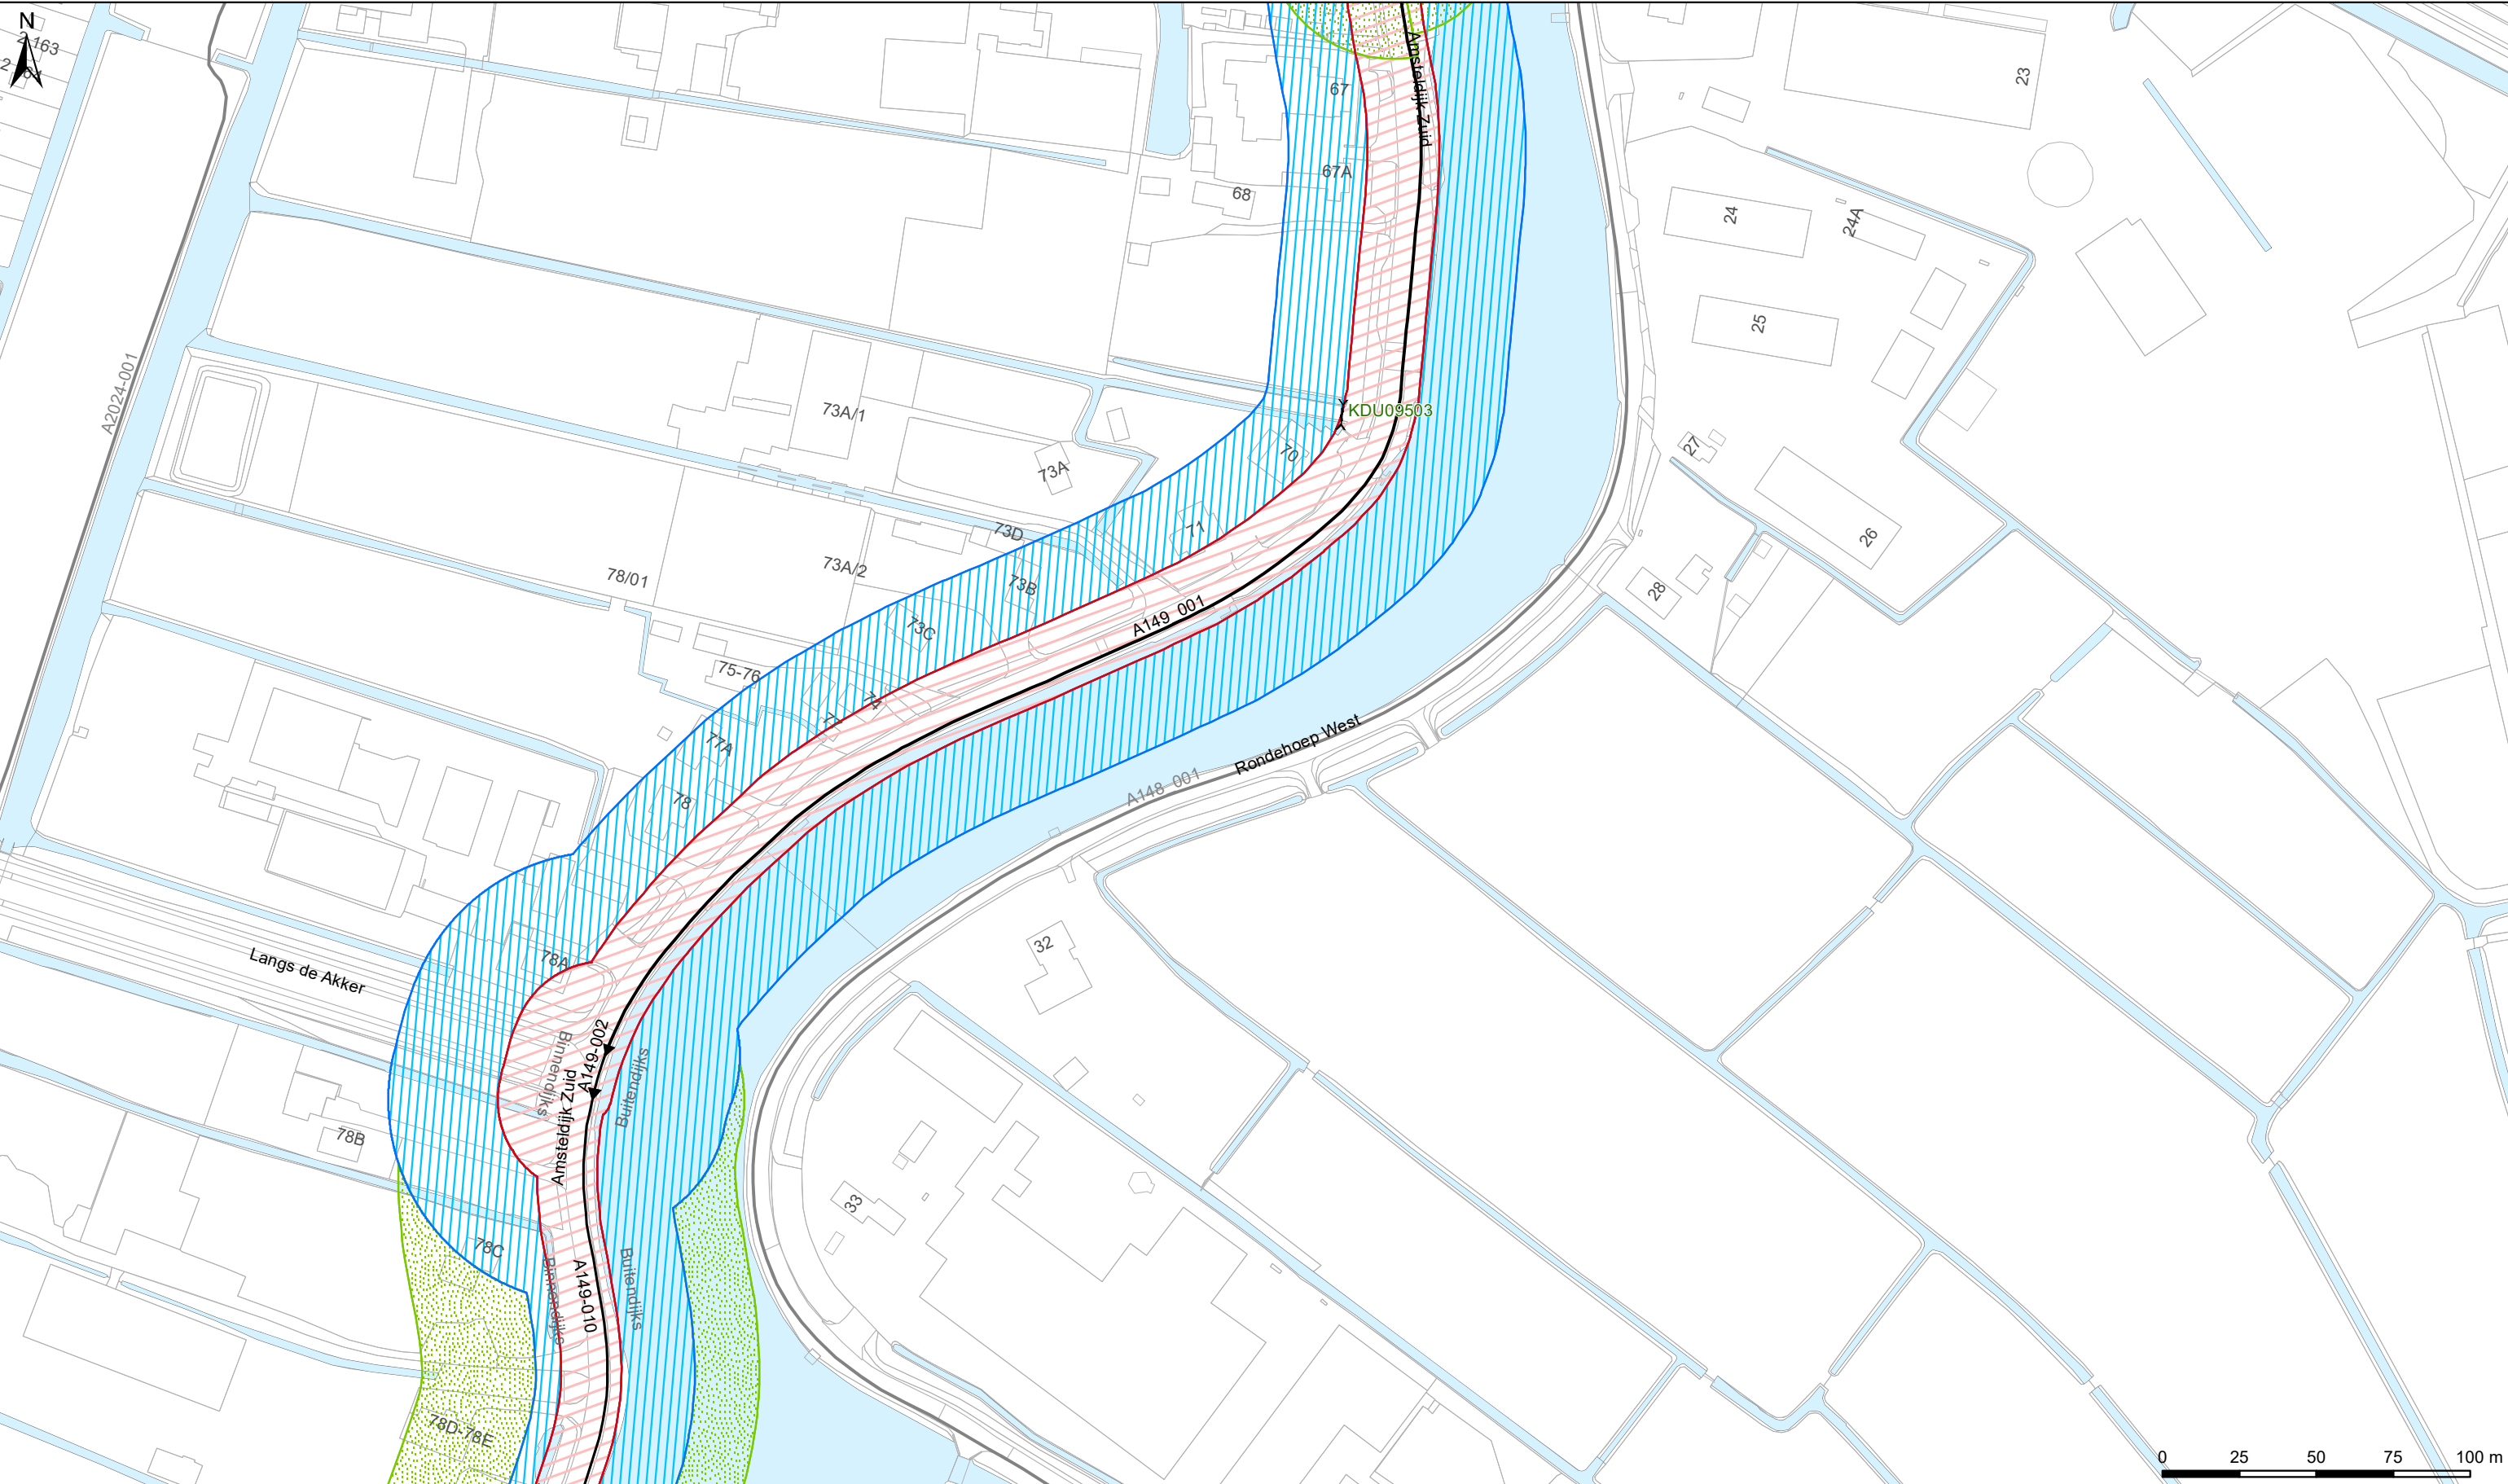 N
2-163
Amsteldijk Zuid
67
23
67A
68
24
24A
25
A2024-001
KDU09503
73A/1
70
27
73A
71
26
73D
73A/2
78/01
73B
28
A149_001
73C
75-76
74
77A
Rondehoep West
A148_001
78
32
78A
Langs de Akker
Binnendijks
A149-002
Buitendijks
Amsteldijk Zuid
78B
33
78C
Binnendijks
A149-010
Buitendijks
78D-78E
0 25 50 75 100 m